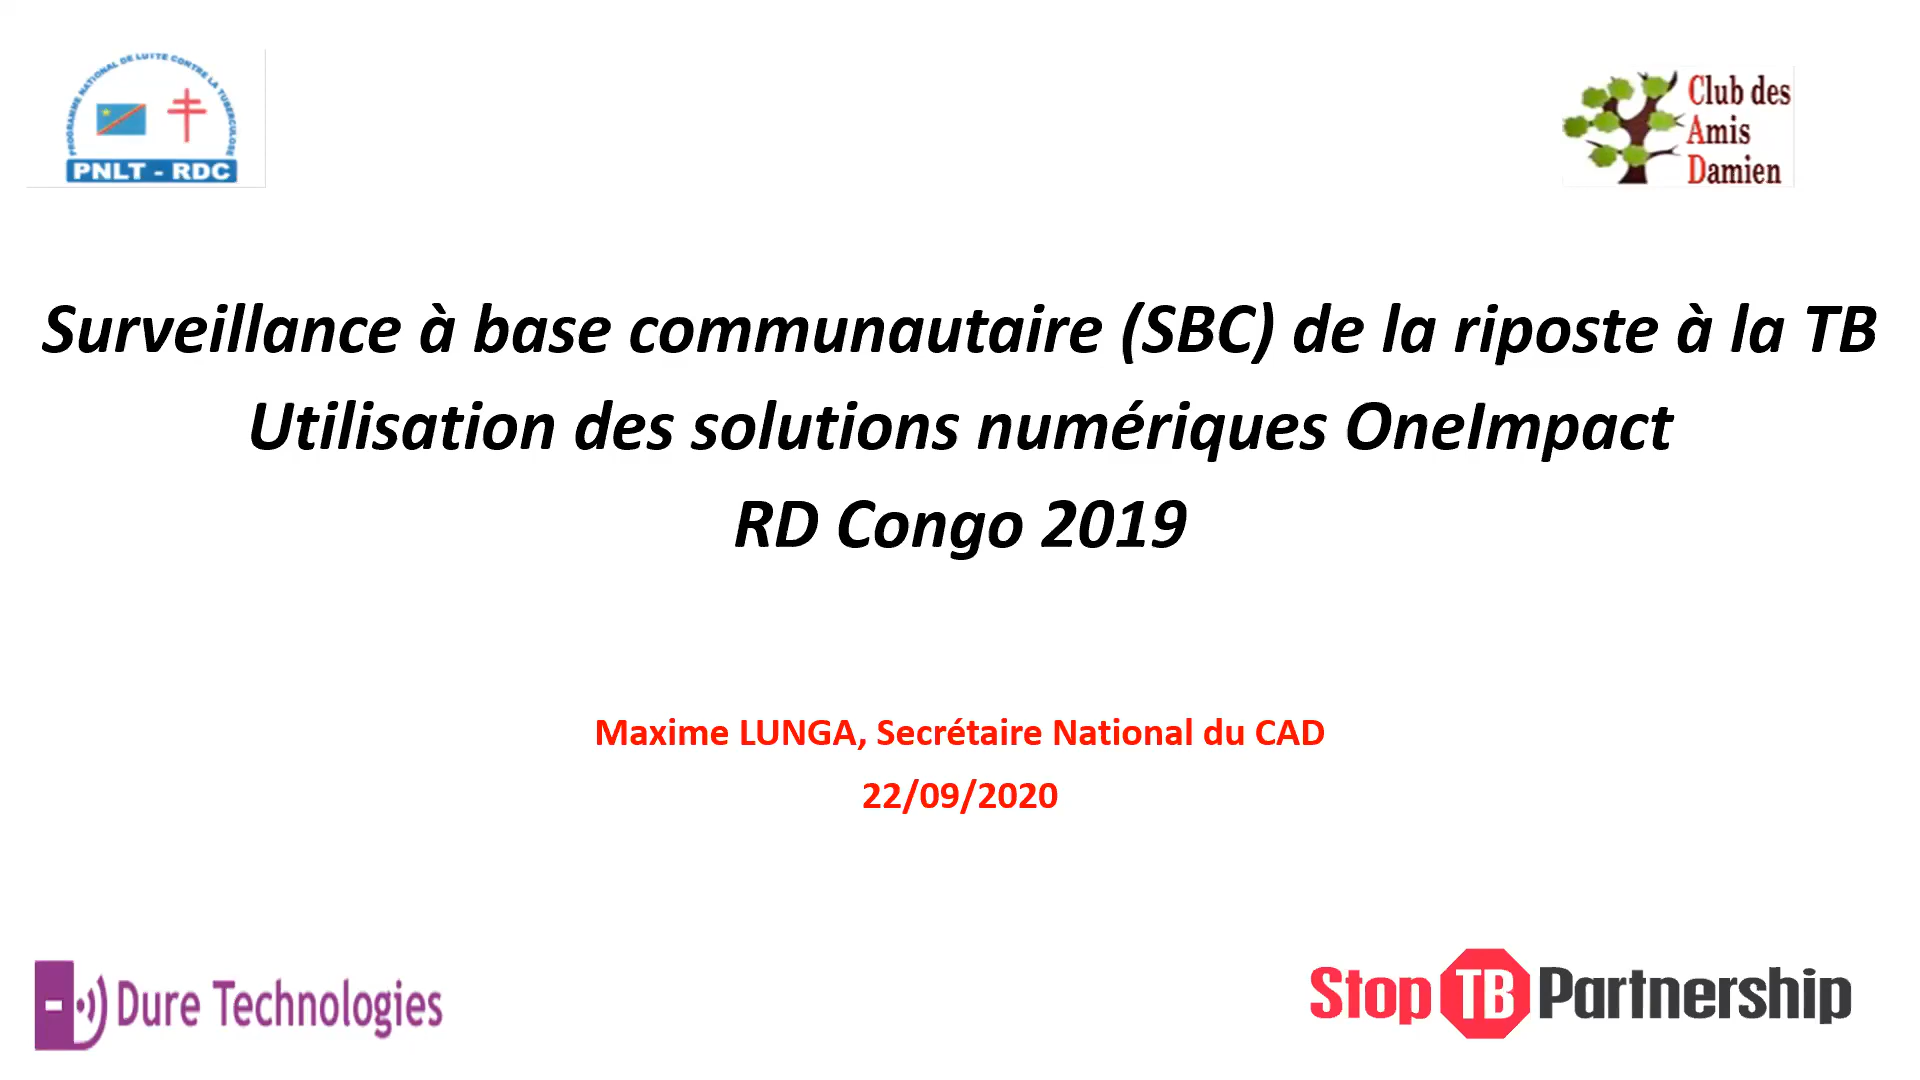 PROGRAMME NATIONAL DE LUTTE CONTRE LA TUBERCULOSE
PNLT - RDC
Club des
Amis
Damien
Surveillance à base communautaire (SBC) de la riposte à la TB
Utilisation des solutions numériques OneImpact
RD Congo 2019
Maxime LUNGA, Secrétaire National du CAD
22/09/2020
Dure Technologies
Stop TB Partnership